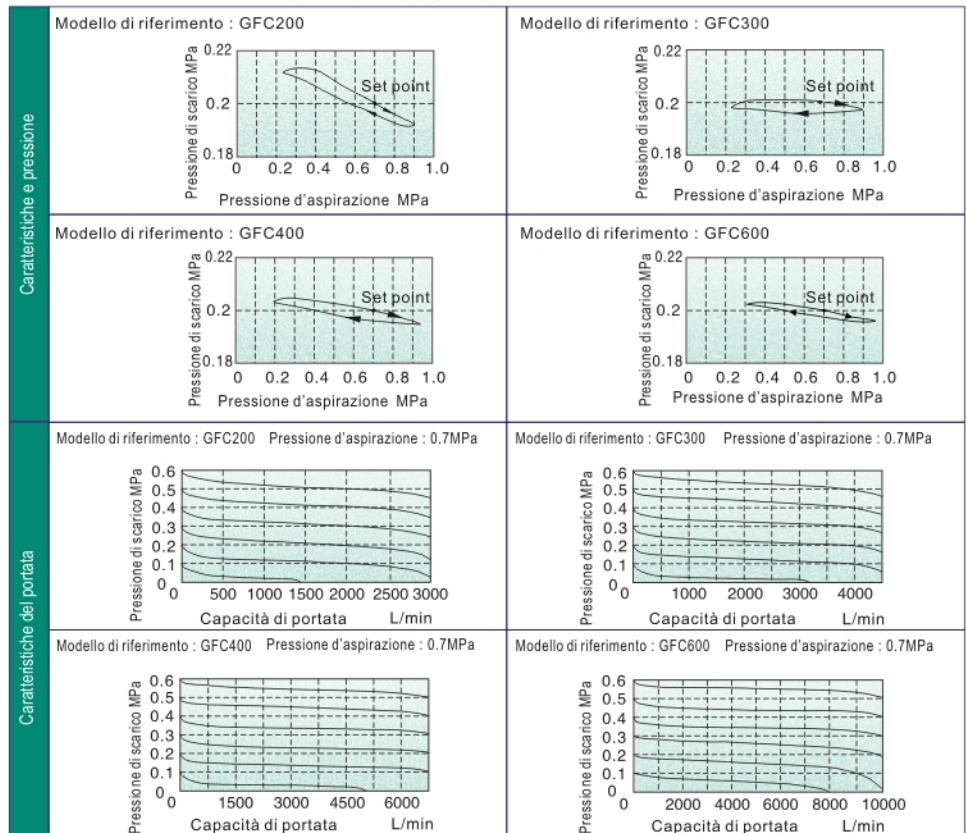 Caratteristiche e pressione
Modello di riferimento : GFC200
Pressione di scarico MPa
0.22
0.2
0.18
Set point
0 0.2 0.4 0.6 0.8 1.0
Pressione d'aspirazione MPa
Modello di riferimento : GFC300
Pressione di scarico MPa
0.22
0.2
0.18
Set point
0 0.2 0.4 0.6 0.8 1.0
Pressione d'aspirazione MPa
Modello di riferimento : GFC400
Pressione di scarico MPa
0.22
0.2
0.18
Set point
0 0.2 0.4 0.6 0.8 1.0
Pressione d'aspirazione MPa
Modello di riferimento : GFC600
Pressione di scarico MPa
0.22
0.2
0.18
Set point
0 0.2 0.4 0.6 0.8 1.0
Pressione d'aspirazione MPa
Caratteristiche del portata
Modello di riferimento : GFC200 Pressione d'aspirazione : 0.7MPa
Pressione di scarico MPa
0.6
0.5
0.4
0.3
0.2
0.1
0
0 500 1000 1500 2000 2500 3000
Capacità di portata L/min
Modello di riferimento : GFC300 Pressione d'aspirazione : 0.7MPa
Pressione di scarico MPa
0.6
0.5
0.4
0.3
0.2
0.1
0
0 1000 2000 3000 4000
Capacità di portata L/min
Modello di riferimento : GFC400 Pressione d'aspirazione : 0.7MPa
Pressione di scarico MPa
0.6
0.5
0.4
0.3
0.2
0.1
0
0 1500 3000 4500 6000
Capacità di portata L/min
Modello di riferimento : GFC600 Pressione d'aspirazione : 0.7MPa
Pressione di scarico MPa
0.6
0.5
0.4
0.3
0.2
0.1
0
0 2000 4000 6000 8000 10000
Capacità di portata L/min